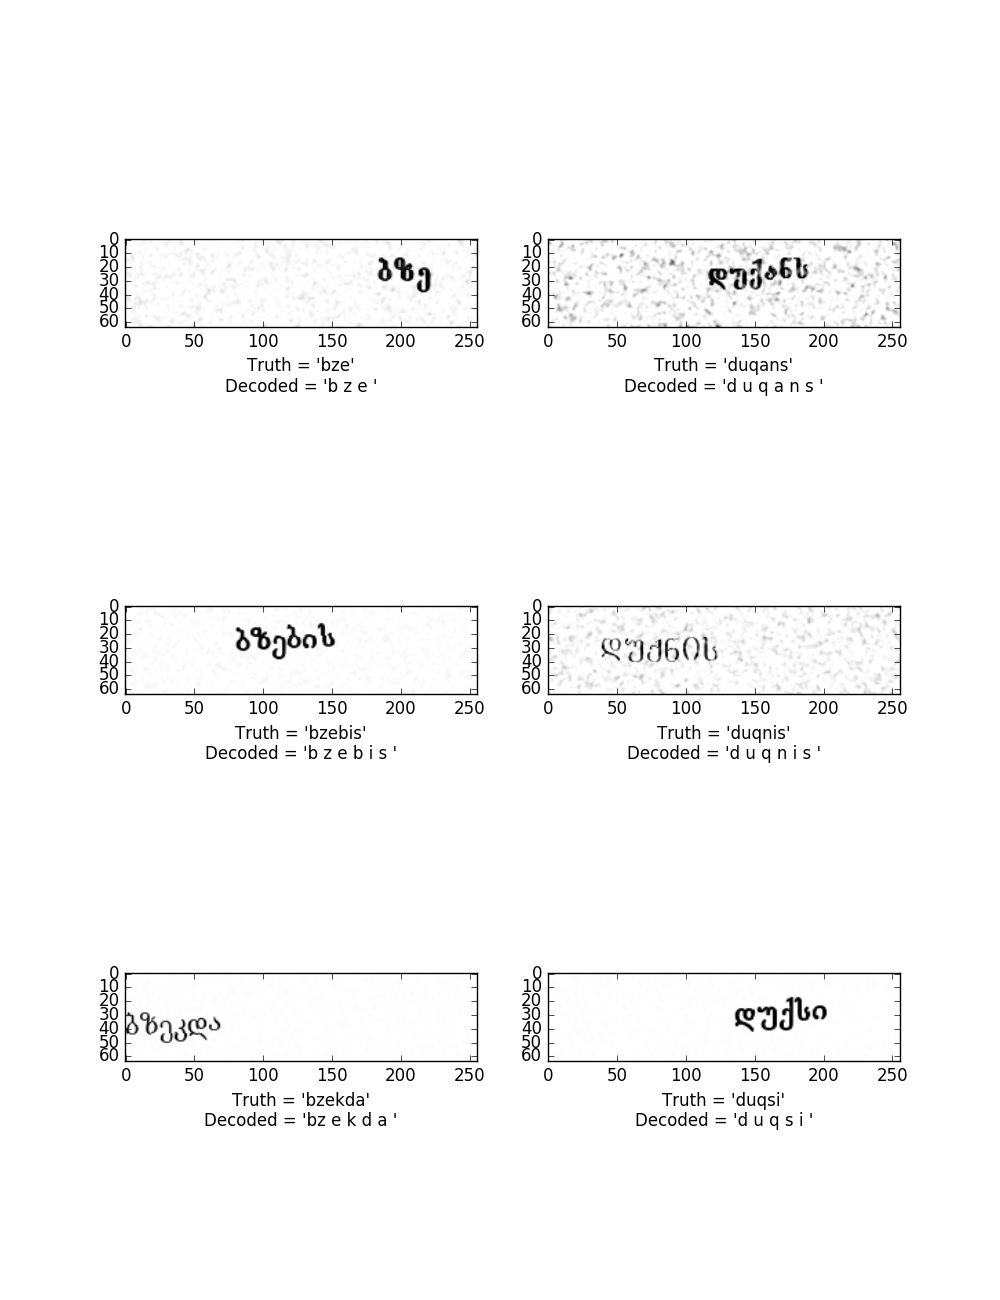 0
10
20
30
40
50
60
ბზე
0 50 100 150 200 250
Truth = 'bze'
Decoded = 'b z e '
0
10
20
30
40
50
60
დუქანს
0 50 100 150 200 250
Truth = 'duqans'
Decoded = 'd u q a n s '
0
10
20
30
40
50
60
ბზების
0 50 100 150 200 250
Truth = 'bzebis'
Decoded = 'b z e b i s '
0
10
20
30
40
50
60
დუქნის
0 50 100 150 200 250
Truth = 'duqnis'
Decoded = 'd u q n i s '
0
10
20
30
40
50
60
ბზეკდა
0 50 100 150 200 250
Truth = 'bzekda'
Decoded = 'bz e k d a '
0
10
20
30
40
50
60
დუქსი
0 50 100 150 200 250
Truth = 'duqsi'
Decoded = 'd u q s i '